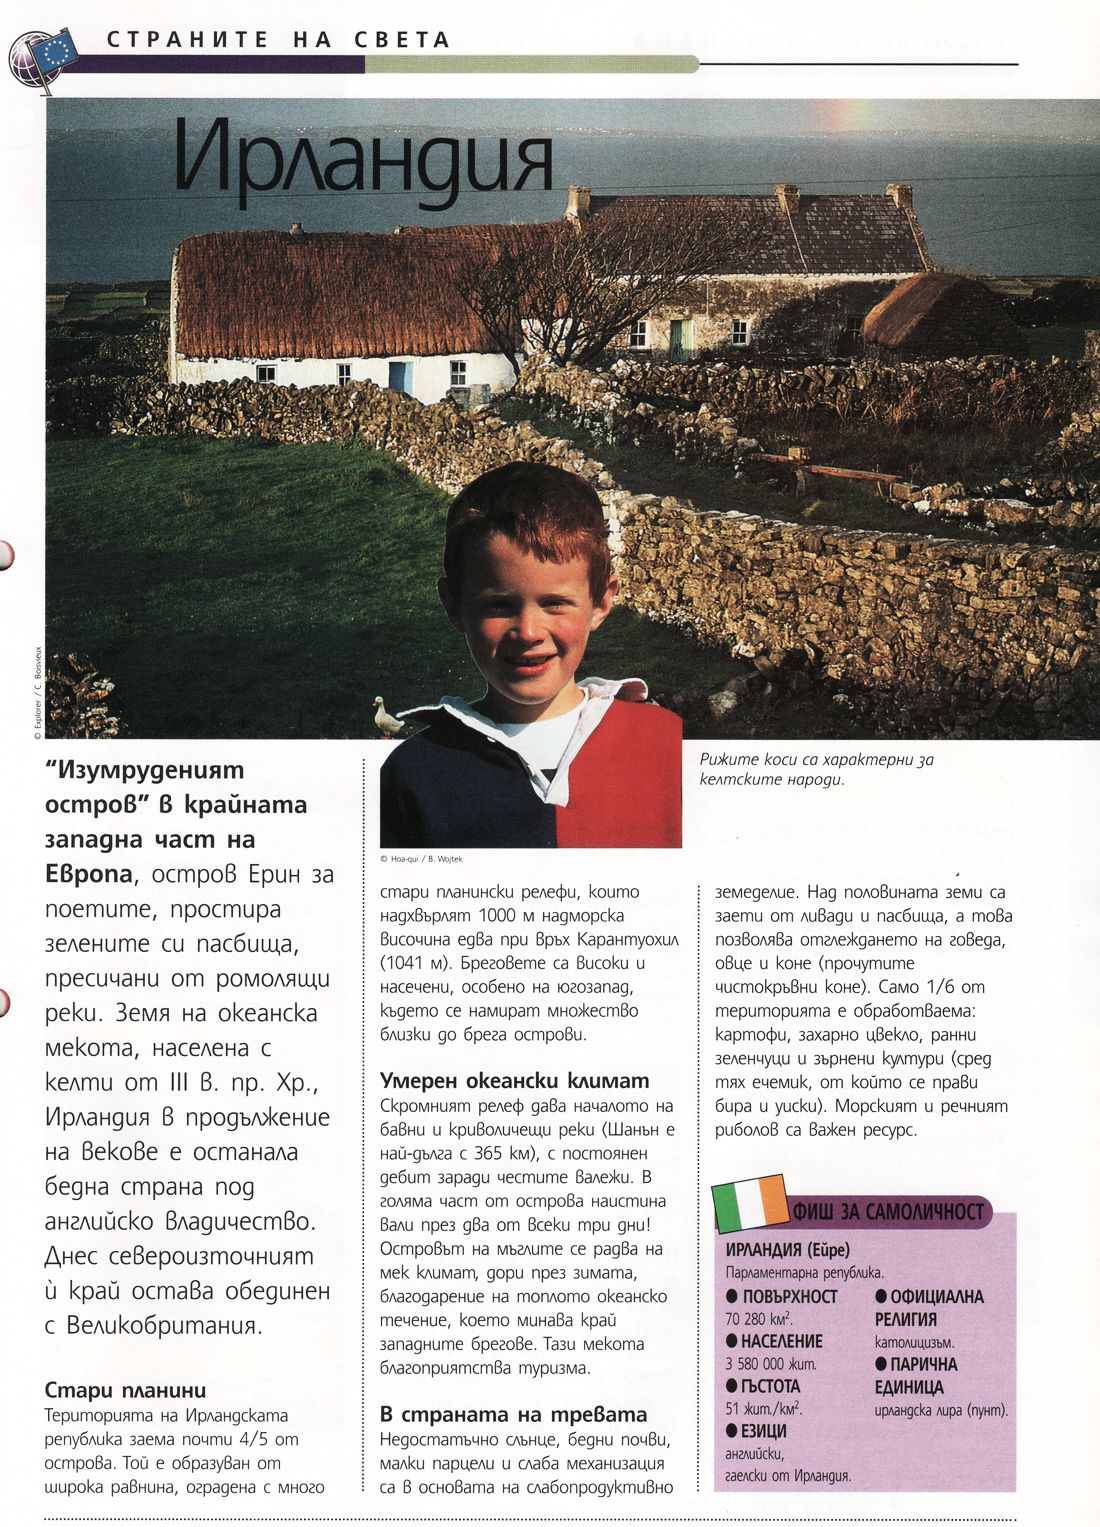 СТРАНИТЕ НА СВЕТА
Ирландия
© Explorer / C. Boisvieux
“Изумруденият
остров” в крайната
западна част на
Европа, остров Ерин за
поетите, простира
зелените си пасбища,
пресичани от ромолящи
реки. Земя на океанска
мекота, населена с
келти от III в. пр. Хр.,
Ирландия в продължение
на векове е останала
бедна страна под
английско владичество.
Днес североизточният
ѝ край остава обединен
с Великобритания.
Стари планини
Територията на Ирландската
република заема почти 4/5 от
острова. Той е образуван от
широка равнина, оградена с много
© Hoa-qui / B. Wojtek
стари планински релефи, които
надхвърлят 1000 м надморска
височина едва при връх Карантуохил
(1041 м). Бреговете са високи и
насечени, особено на югозапад,
където се намират множество
близки до брега острови.
Умерен океански климат
Скромният релеф дава началото на
бавни и криволичещи реки (Шанън е
най-дълга с 365 км), с постоянен
дебит заради честите валежи. В
голяма част от острова наистина
вали през два от всеки три дни!
Островът на мъглите се радва на
мек климат, дори през зимата,
благодарение на топлото океанско
течение, което минава край
западните брегове. Тази мекота
благоприятства туризма.
В страната на тревата
Недостатъчно слънце, бедни почви,
малки парцели и слаба механизация
са в основата на слабопродуктивно
Рижите коси са характерни за
келтските народи.
земеделие. Над половината земи са
заети от ливади и пасбища, а това
позволява отглеждането на говеда,
овце и коне (прочутите
чистокръвни коне). Само 1/6 от
територията е обработваема:
картофи, захарно цвекло, ранни
зеленчуци и зърнени култури (сред
тях ечемик, от който се прави
бира и уиски). Морският и речният
риболов са важен ресурс.
ФИШ ЗА САМОЛИЧНОСТ
ИРЛАНДИЯ (Ейре)
Парламентарна република.
● ПОВЪРХНОСТ
70 280 км².
● НАСЕЛЕНИЕ
3 580 000 жит.
● ГЪСТОТА
51 жит./км².
● ЕЗИЦИ
английски,
гаелски от Ирландия.
● ОФИЦИАЛНА
РЕЛИГИЯ
католицизъм.
● ПАРИЧНА
ЕДИНИЦА
ирландска лира (пунт).